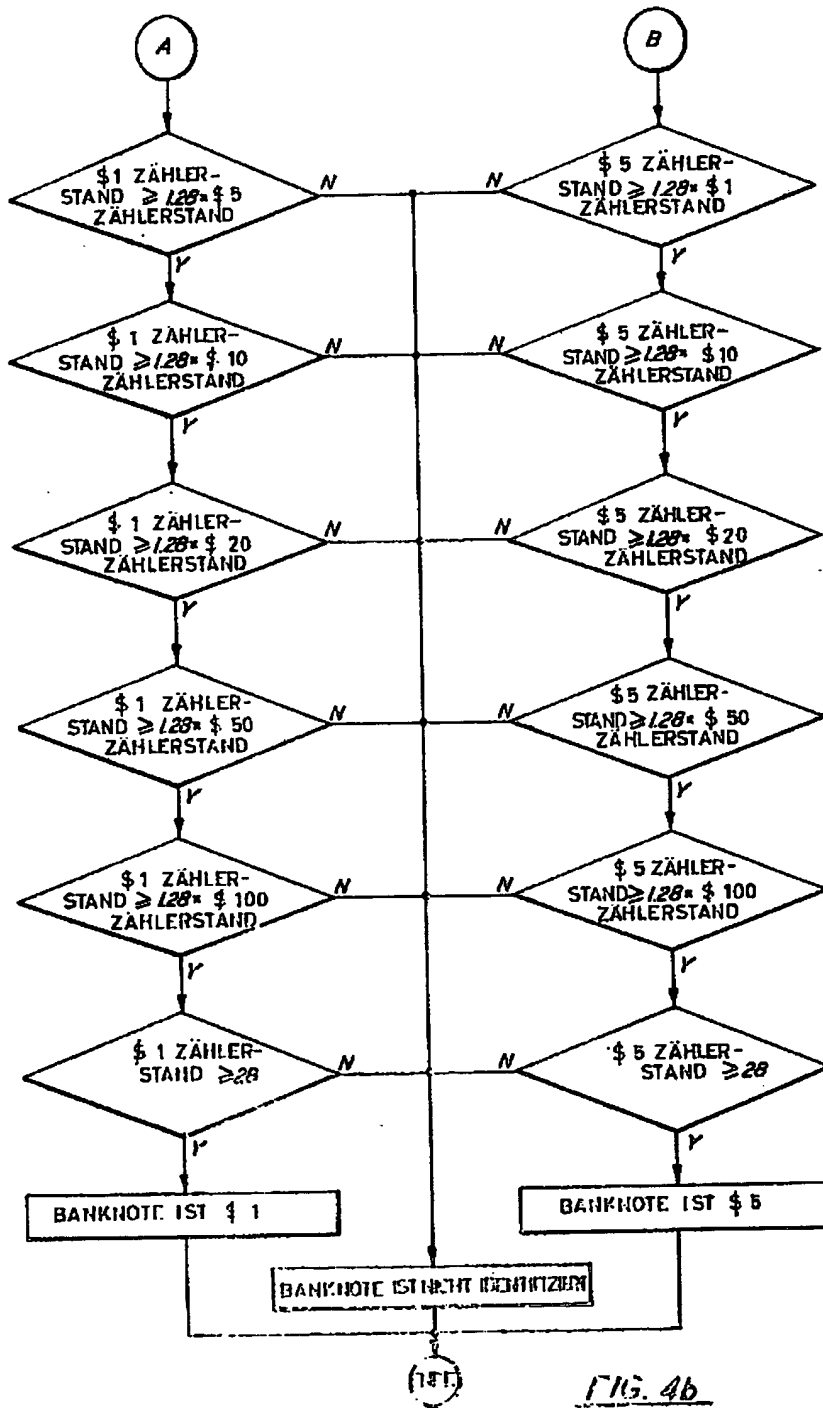 A
$1 ZÄHLER-
STAND ≥ 1.28* $5
ZÄHLERSTAND
N
Y
$1 ZÄHLER-
STAND ≥ 1.28* $10
ZÄHLERSTAND
N
Y
$1 ZÄHLER-
STAND ≥ 1.28* $20
ZÄHLERSTAND
N
Y
$1 ZÄHLER-
STAND ≥ 1.28* $50
ZÄHLERSTAND
N
Y
$1 ZÄHLER-
STAND ≥ 1.28* $100
ZÄHLERSTAND
N
Y
$1 ZÄHLER-
STAND ≥28
N
Y
BANKNOTE IST $1
B
$5 ZÄHLER-
STAND ≥ 1.28* $1
ZÄHLERSTAND
N
Y
$5 ZÄHLER-
STAND ≥ 1.28* $10
ZÄHLERSTAND
N
Y
$5 ZÄHLER-
STAND ≥ 1.28* $20
ZÄHLERSTAND
N
Y
$5 ZÄHLER-
STAND ≥ 1.28* $50
ZÄHLERSTAND
N
Y
$5 ZÄHLER-
STAND ≥ 1.28* $100
ZÄHLERSTAND
N
Y
$5 ZÄHLER-
STAND ≥28
N
Y
BANKNOTE IST $5
BANKNOTE IST NICHT IDENTIFIZIERT
FIG. 4b